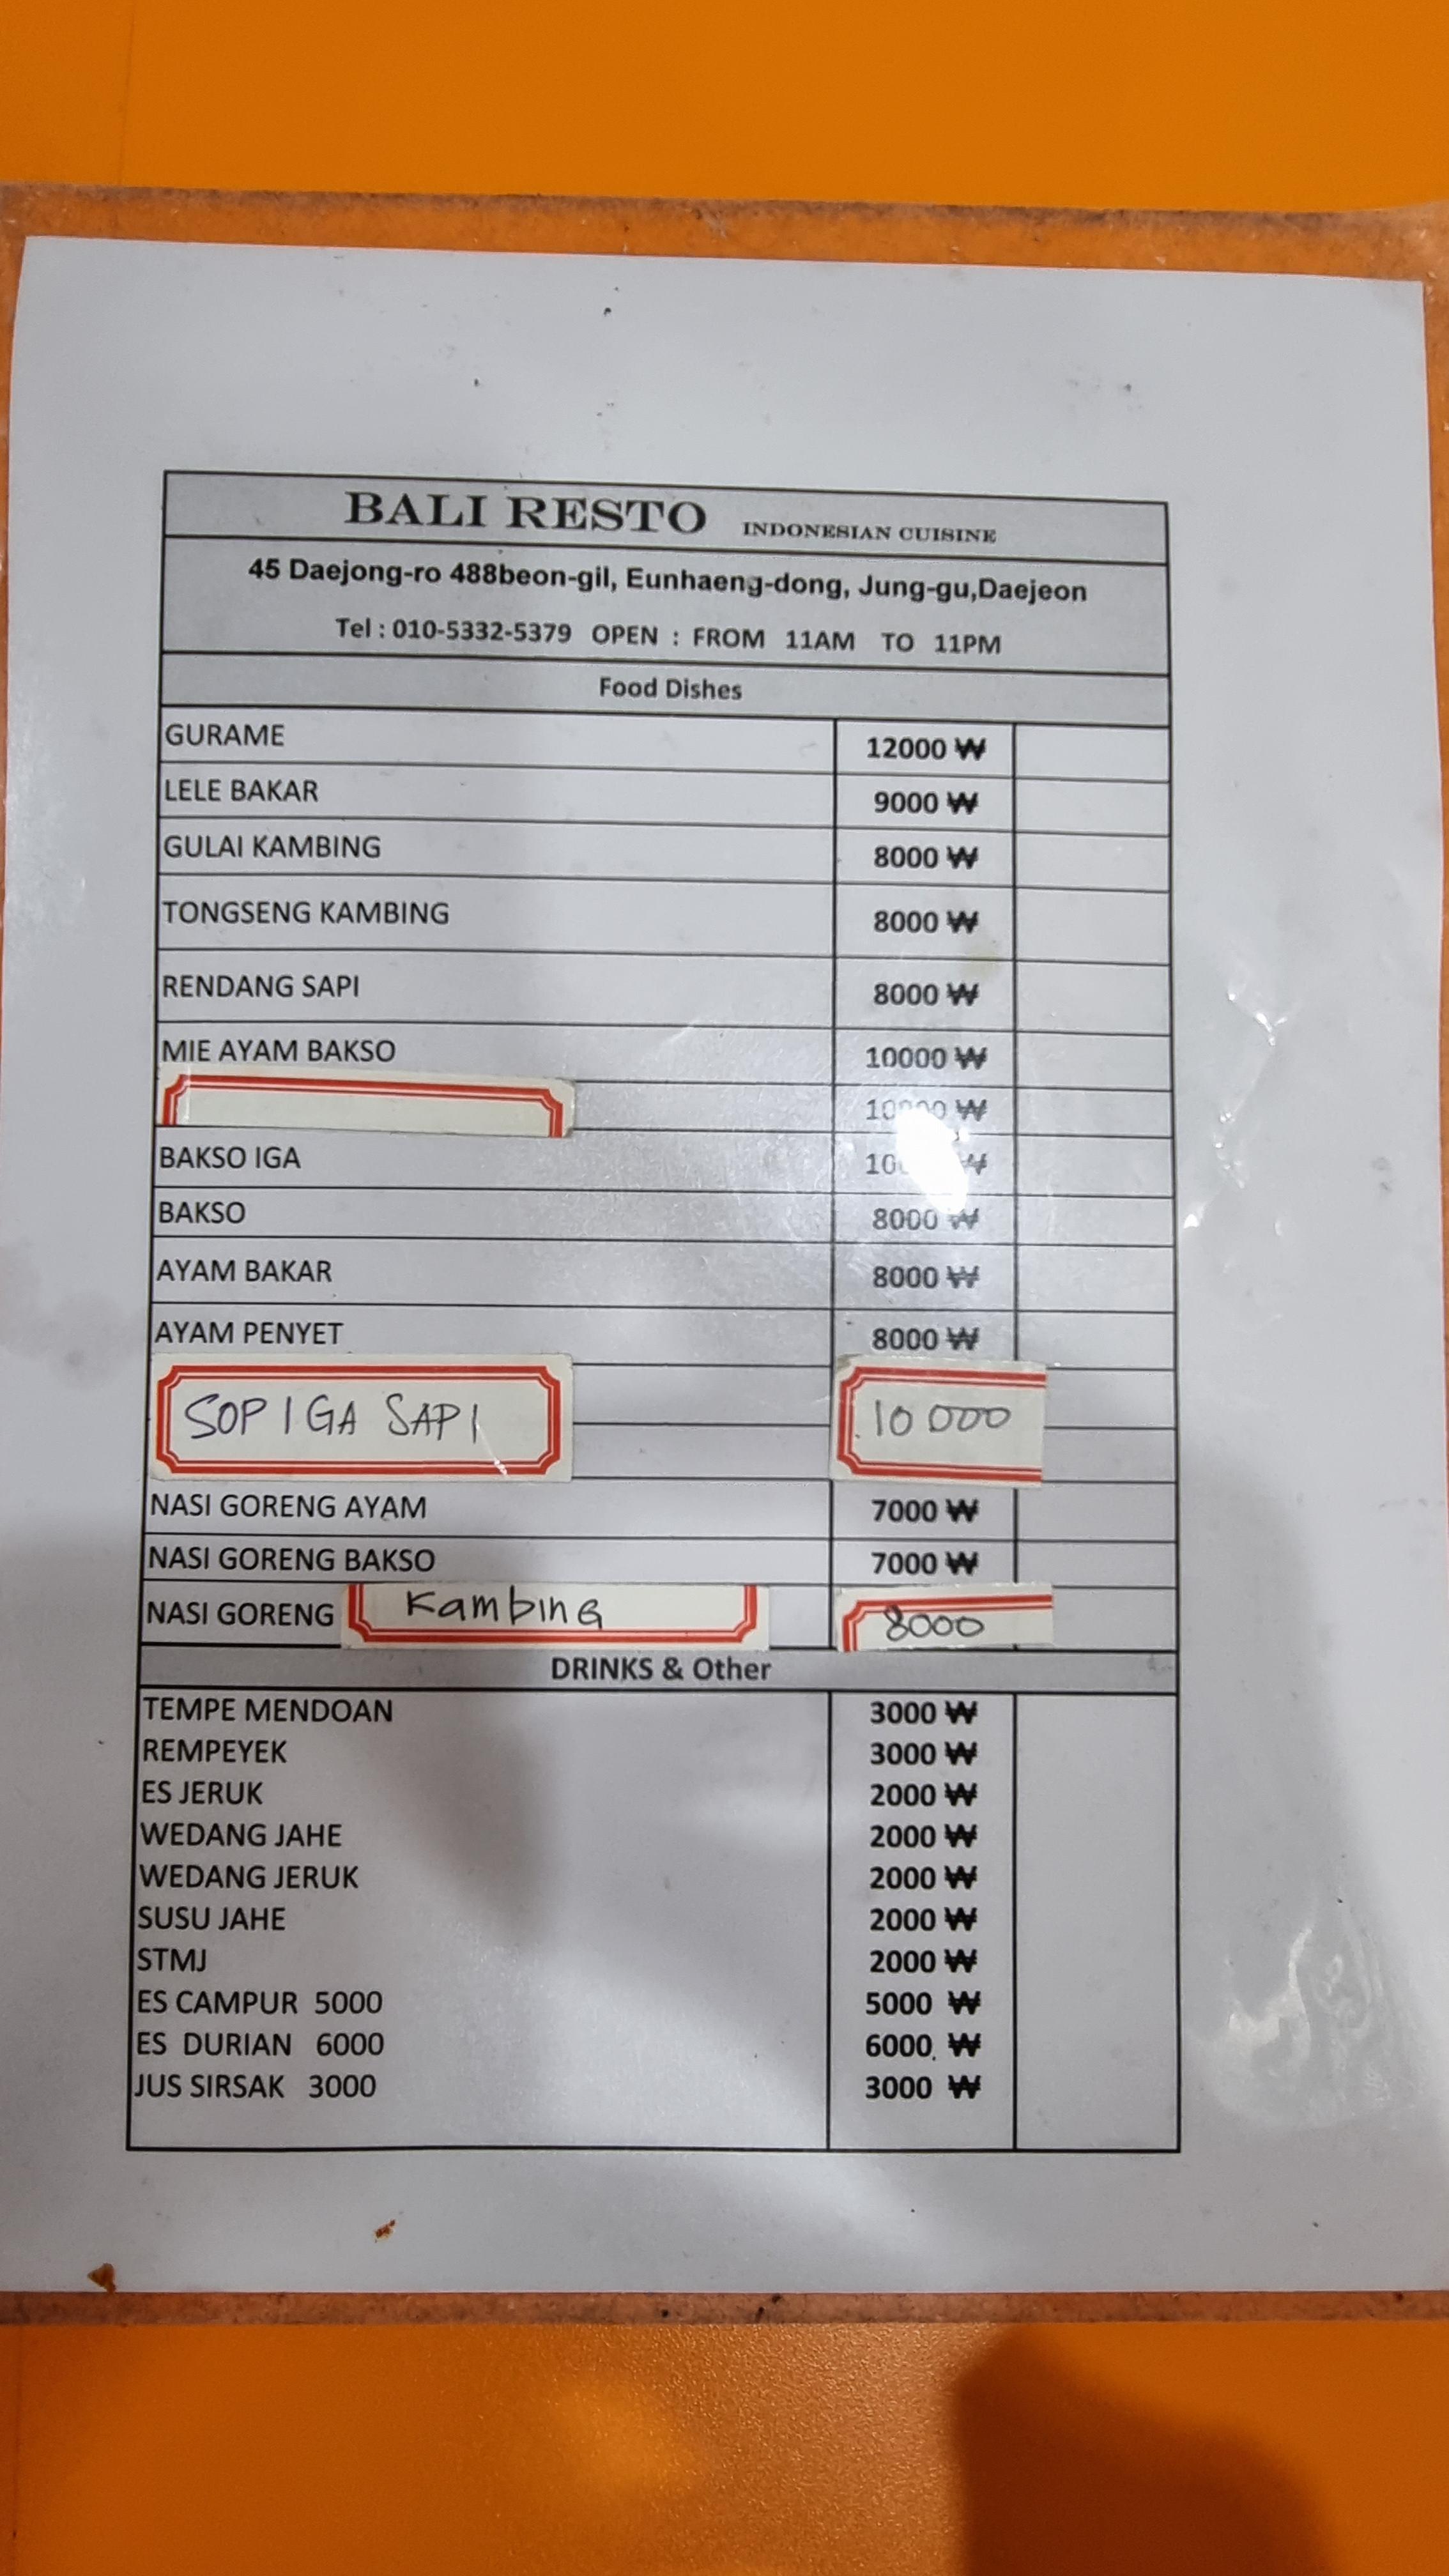 BALI RESTO INDONESIAN CUISINE
45 Daejong-ro 488beon-gil, Eunhaeng-dong, Jung-gu,Daejeon
Tel : 010-5332-5379 OPEN : FROM 11AM TO 11PM
Food Dishes
GURAME 12000 ₩
LELE BAKAR 9000 ₩
GULAI KAMBING 8000 ₩
TONGSENG KAMBING 8000 ₩
RENDANG SAPI 8000 ₩
MIE AYAM BAKSO 10000 ₩
₩
BAKSO IGA ₩
BAKSO 8000 ₩
AYAM BAKAR 8000 ₩
AYAM PENYET 8000 ₩
SOP IGA SAPI 10 000
NASI GORENG AYAM 7000 ₩
NASI GORENG BAKSO 7000 ₩
NASI GORENG KambinG 8000
DRINKS & Other
TEMPE MENDOAN 3000 ₩
REMPEYEK 3000 ₩
ES JERUK 2000 ₩
WEDANG JAHE 2000 ₩
WEDANG JERUK 2000 ₩
SUSU JAHE 2000 ₩
STMJ 2000 ₩
ES CAMPUR 5000 5000 ₩
ES DURIAN 6000 6000 ₩
JUS SIRSAK 3000 3000 ₩